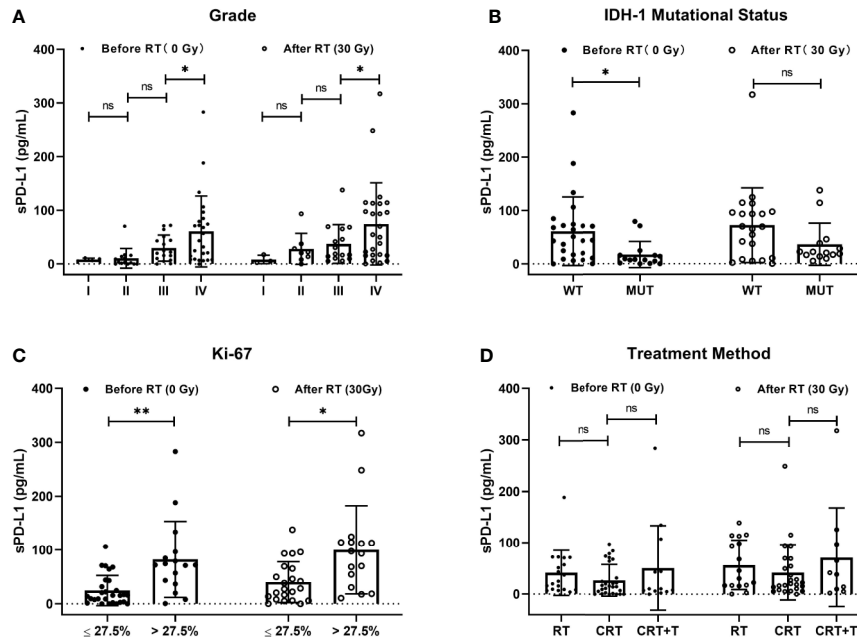 A
Grade
Before RT( 0 Gy)
After RT (30 Gy)
400
300
200
100
0
sPD-L1 (pg/mL)
ns
ns
*
ns
ns
*
I
II
III
IV
I
II
III
IV
B
IDH-1 Mutational Status
Before RT( 0 Gy)
After RT( 30 Gy)
400
300
200
100
0
sPD-L1 (pg/mL)
*
ns
WT
MUT
WT
MUT
C
Ki-67
Before RT (0 Gy)
After RT (30Gy)
400
300
200
100
0
sPD-L1 (pg/mL)
**
*
≤ 27.5%
> 27.5%
≤ 27.5%
> 27.5%
D
Treatment Method
Before RT (0 Gy)
After RT (30 Gy)
400
300
200
100
0
sPD-L1 (pg/mL)
ns
ns
ns
ns
RT
CRT
CRT+T
RT
CRT
CRT+T